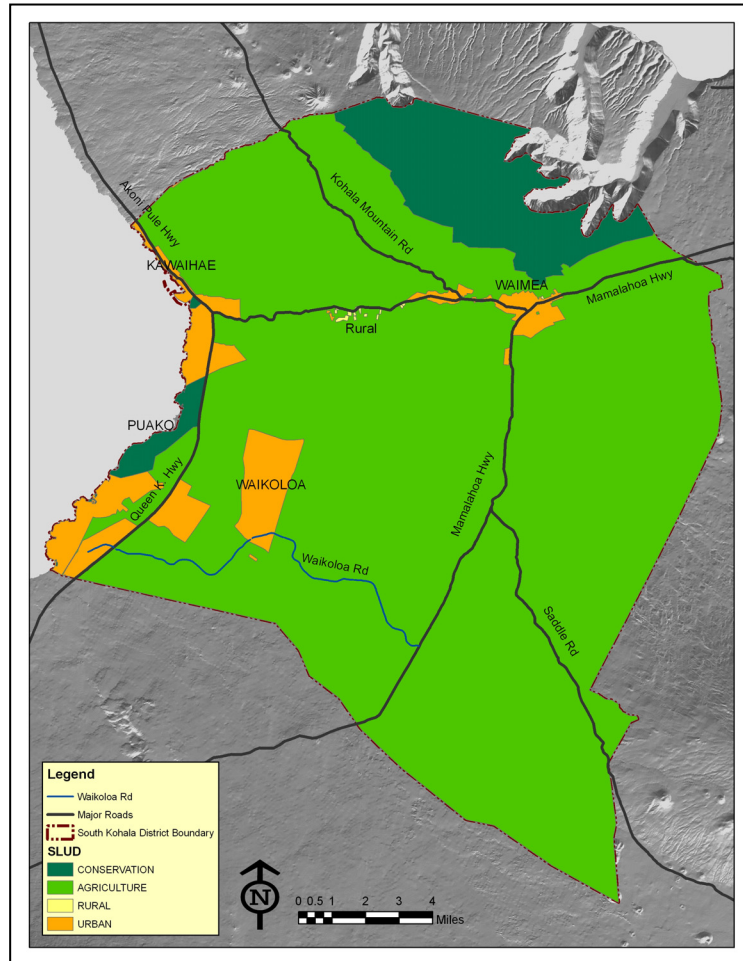 Akoni Pule Hwy
Kohala Mountain Rd
KAWAIHAE
WAIMEA
Mamalahoa Hwy
Rural
PUAKO
Queen K. Hwy
WAIKOLOA
Mamalahoa Hwy
Waikoloa Rd
Saddle Rd
Legend
Waikoloa Rd
Major Roads
South Kohala District Boundary
SLUD
CONSERVATION
AGRICULTURE
RURAL
URBAN
N
0 0.5 1 2 3 4
Miles